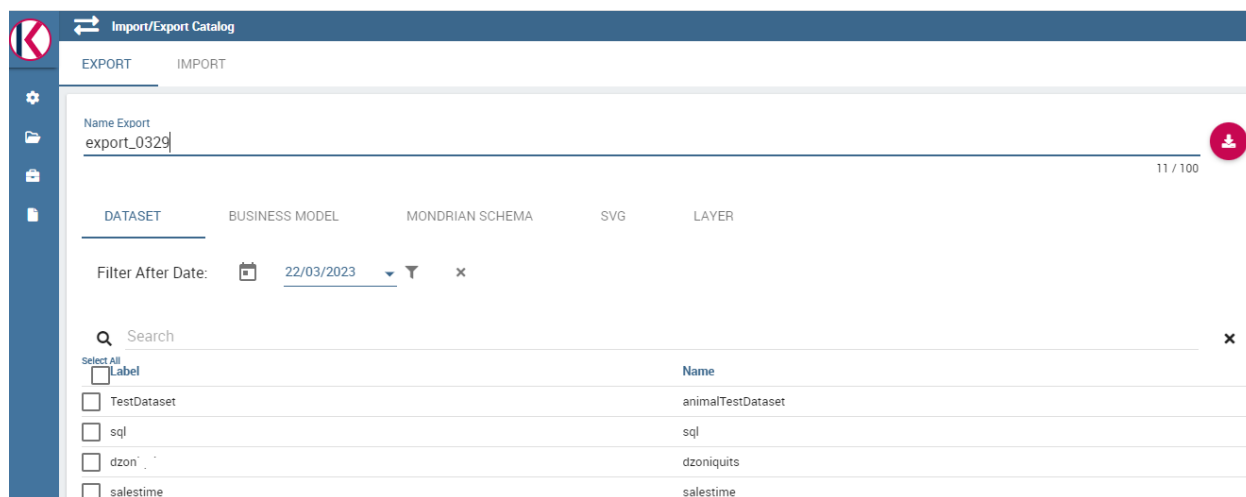 Import/Export Catalog
EXPORT IMPORT
Name Export
export_0329
11 / 100
DATASET BUSINESS MODEL MONDRIAN SCHEMA SVG LAYER
Filter After Date: 22/03/2023
Search
Select All
Label Name
TestDataset animalTestDataset
sql sql
dzoniquits
salestime salestime